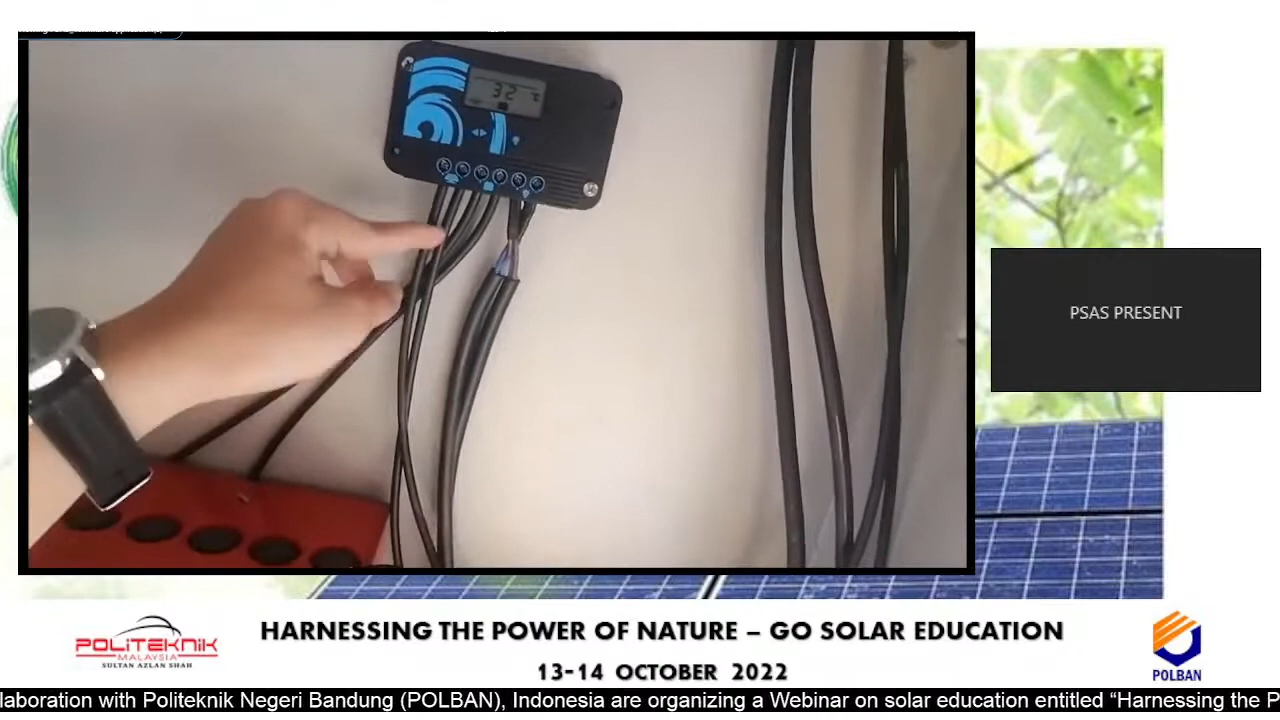 32 °C
PSAS PRESENT
POLITEKNIK
MALAYSIA
SULTAN AZLAN SHAH
HARNESSING THE POWER OF NATURE – GO SOLAR EDUCATION
13-14 OCTOBER 2022
POLBAN
laboration with Politeknik Negeri Bandung (POLBAN), Indonesia are organizing a Webinar on solar education entitled “Harnessing the P